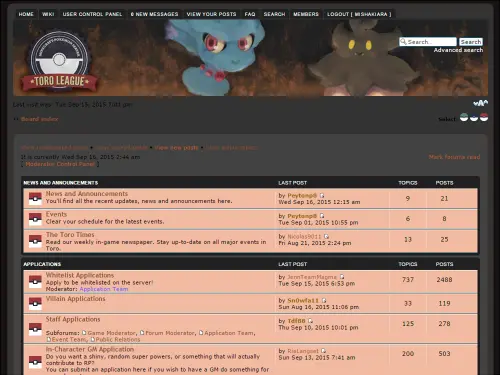 HOME WIKI USER CONTROL PANEL 0 NEW MESSAGES VIEW YOUR POSTS FAQ SEARCH MEMBERS LOGOUT [ MISHAKIARA ]
TORO LEAGUE
Search... Search
Advanced search
Last visit was: Tue Sep 15, 2015 7:01 pm
Board index Select:
View new posts
It is currently Wed Sep 16, 2015 2:44 am Mark forums read
[ Moderator Control Panel ]
NEWS AND ANNOUNCEMENTS LAST POST TOPICS POSTS
News and Announcements
You'll find all the recent updates, news and announcements here.
by Peytonp8
Wed Sep 16, 2015 12:15 am
9 21
Events
Clear your schedule for the latest events.
by Peytonp8
Tue Sep 01, 2015 10:55 pm
6 8
The Toro Times
Read our weekly in-game newspaper. Stay up-to-date on all major events in
Toro.
by Nicolas9011
Fri Aug 21, 2015 2:24 pm
13 25
APPLICATIONS LAST POST TOPICS POSTS
Whitelist Applications
Apply to be whitelisted on the server!
Moderator: Application Team
by JennTeamMagma
Tue Sep 15, 2015 6:53 pm
737 2488
Villain Applications
by Sn0wfa11
Sun Aug 16, 2015 11:06 pm
33 119
Staff Applications
Subforums: Game Moderator, Forum Moderator, Application Team,
Event Team, Public Relations
Thu Sep 10, 2015 10:01 pm
125 278
In-Character GM Application
Do you want a shiny, random super powers, or something that will actually
contribute to RP?
You can submit an application here if you wish to have a GM do something for
by RiaLampset
Sun Sep 13, 2015 7:41 am
200 503